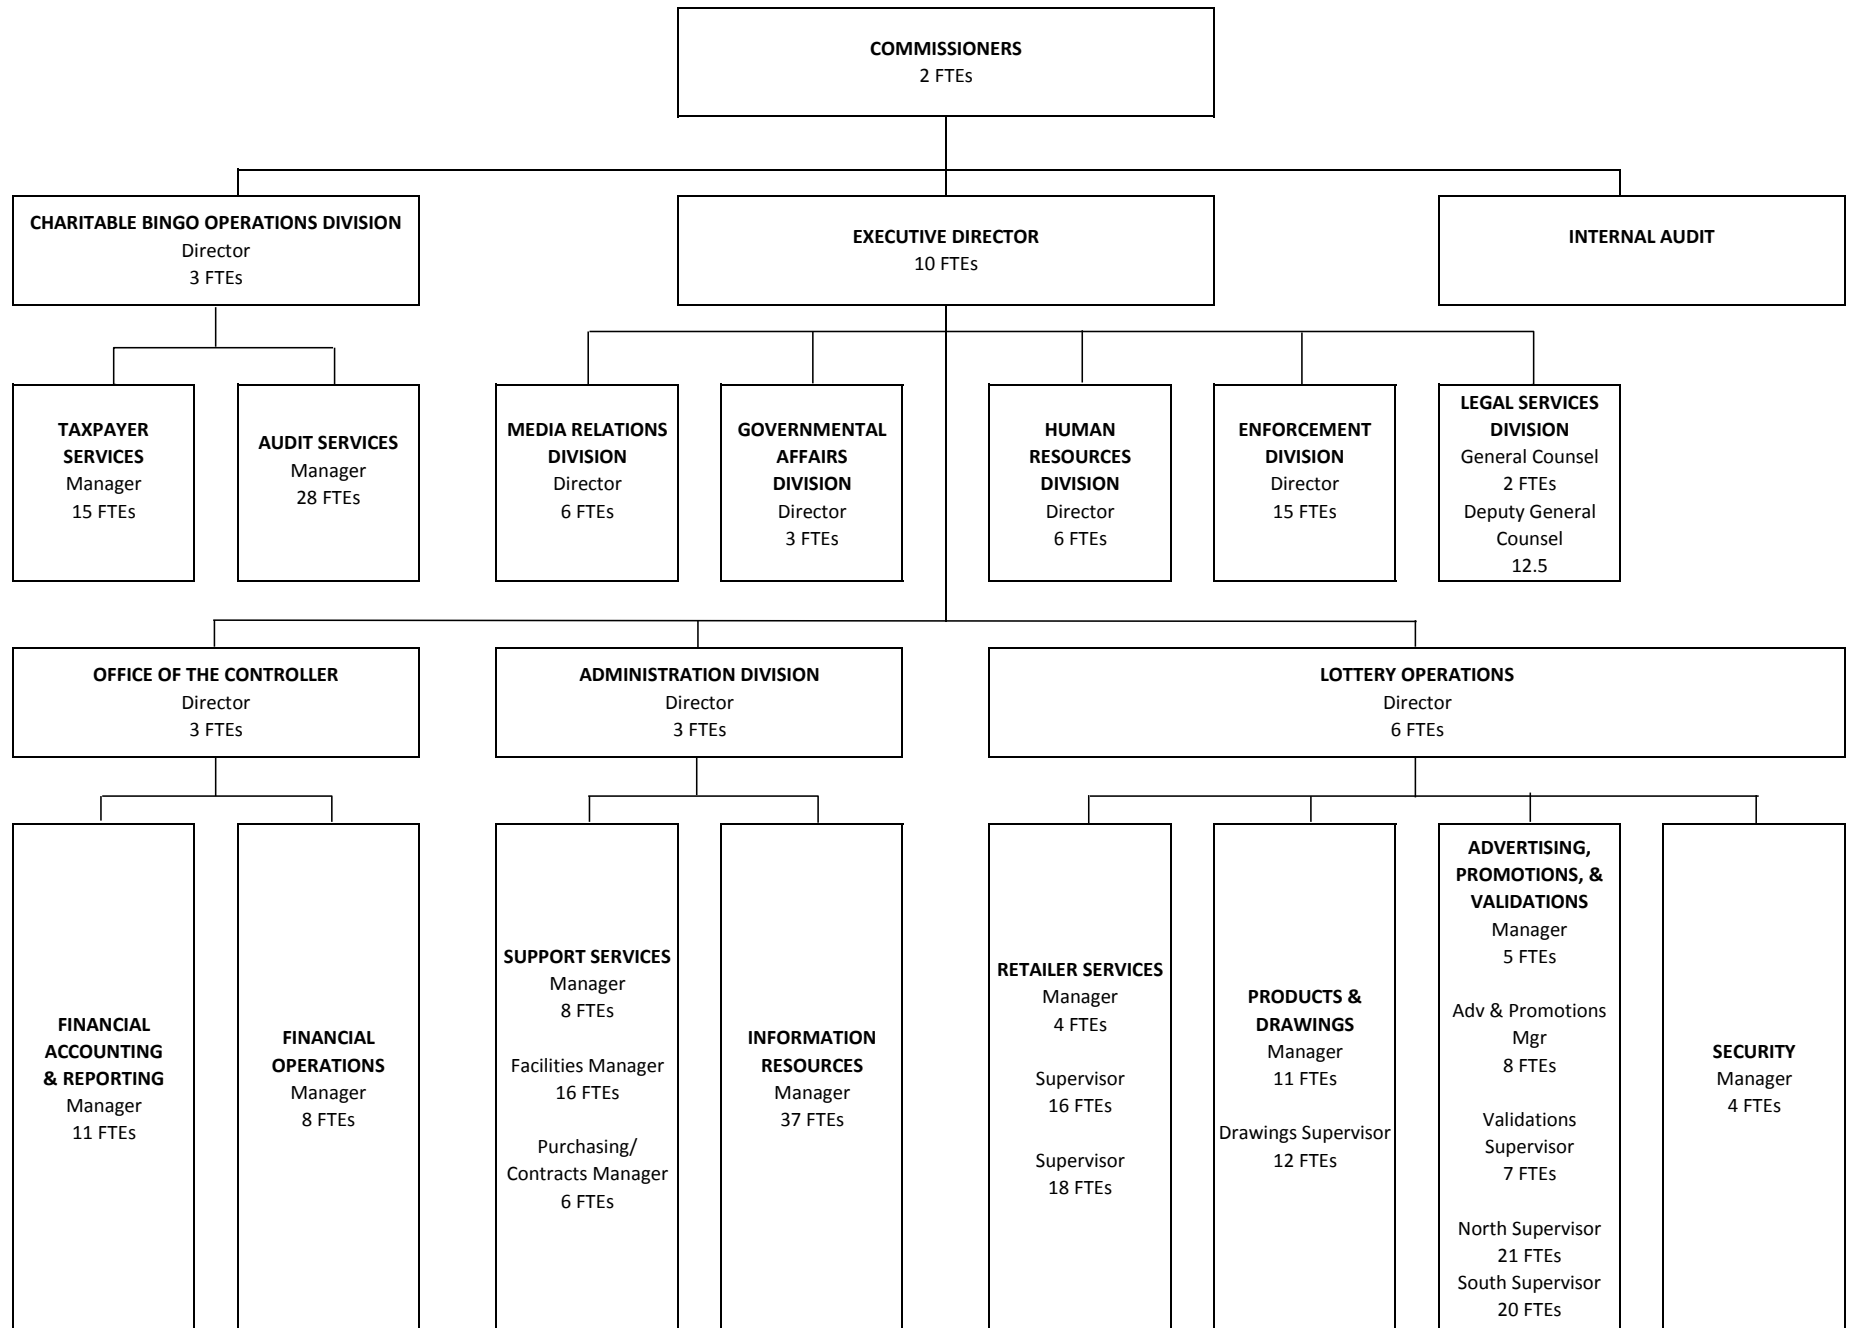 COMMISSIONERS
2 FTEs
CHARITABLE BINGO OPERATIONS DIVISION
Director
3 FTEs
EXECUTIVE DIRECTOR
10 FTEs
INTERNAL AUDIT
TAXPAYER
SERVICES
Manager
15 FTEs
AUDIT SERVICES
Manager
28 FTEs
MEDIA RELATIONS
DIVISION
Director
6 FTEs
GOVERNMENTAL
AFFAIRS
DIVISION
Director
3 FTEs
HUMAN
RESOURCES
DIVISION
Director
6 FTEs
ENFORCEMENT
DIVISION
Director
15 FTEs
LEGAL SERVICES
DIVISION
General Counsel
2 FTEs
Deputy General
Counsel
12.5
OFFICE OF THE CONTROLLER
Director
3 FTEs
ADMINISTRATION DIVISION
Director
3 FTEs
LOTTERY OPERATIONS
Director
6 FTEs
FINANCIAL
ACCOUNTING
& REPORTING
Manager
11 FTEs
FINANCIAL
OPERATIONS
Manager
8 FTEs
SUPPORT SERVICES
Manager
8 FTEs
Facilities Manager
16 FTEs
Purchasing/
Contracts Manager
6 FTEs
INFORMATION
RESOURCES
Manager
37 FTEs
RETAILER SERVICES
Manager
4 FTEs
Supervisor
16 FTEs
Supervisor
18 FTEs
PRODUCTS &
DRAWINGS
Manager
11 FTEs
Drawings Supervisor
12 FTEs
ADVERTISING,
PROMOTIONS, &
VALIDATIONS
Manager
5 FTEs
Adv & Promotions
Mgr
8 FTEs
Validations
Supervisor
7 FTEs
North Supervisor
21 FTEs
South Supervisor
20 FTEs
SECURITY
Manager
4 FTEs